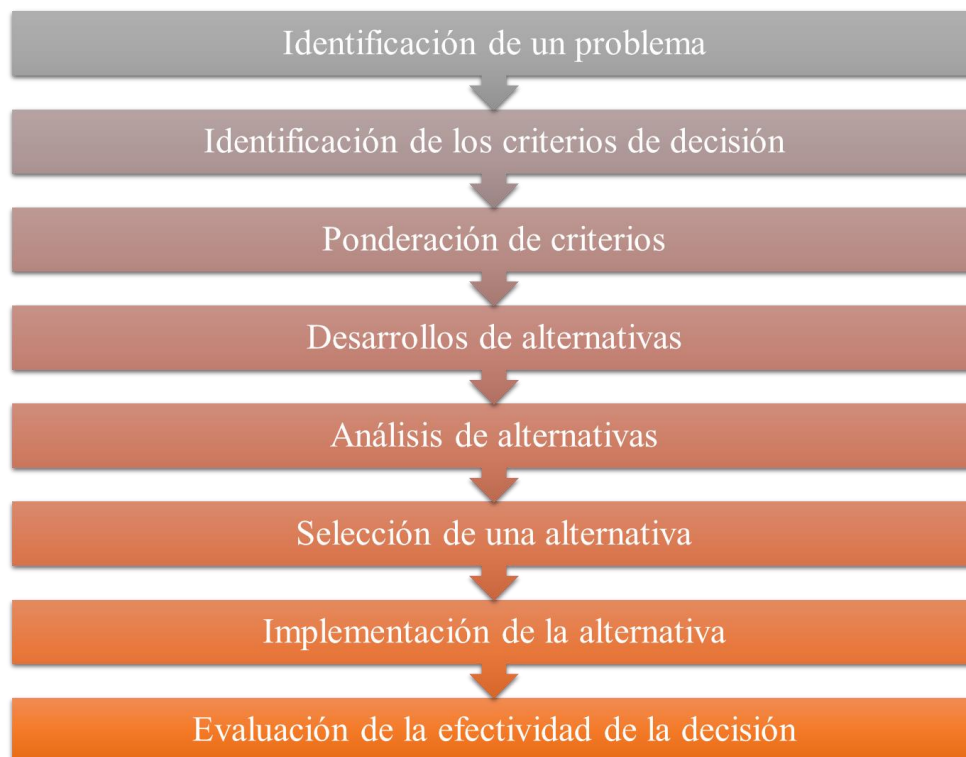 Identificación de un problema
Identificación de los criterios de decisión
Ponderación de criterios
Desarrollos de alternativas
Análisis de alternativas
Selección de una alternativa
Implementación de la alternativa
Evaluación de la efectividad de la decisión